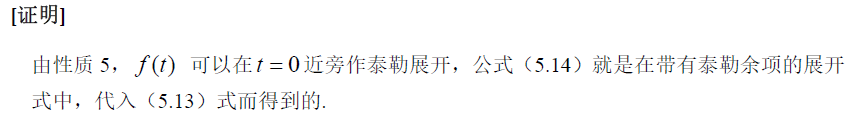 [证明]
由性质 5，f(t) 可以在 t = 0 近旁作泰勒展开，公式（5.14）就是在带有泰勒余项的展开
式中，代入（5.13）式而得到的.